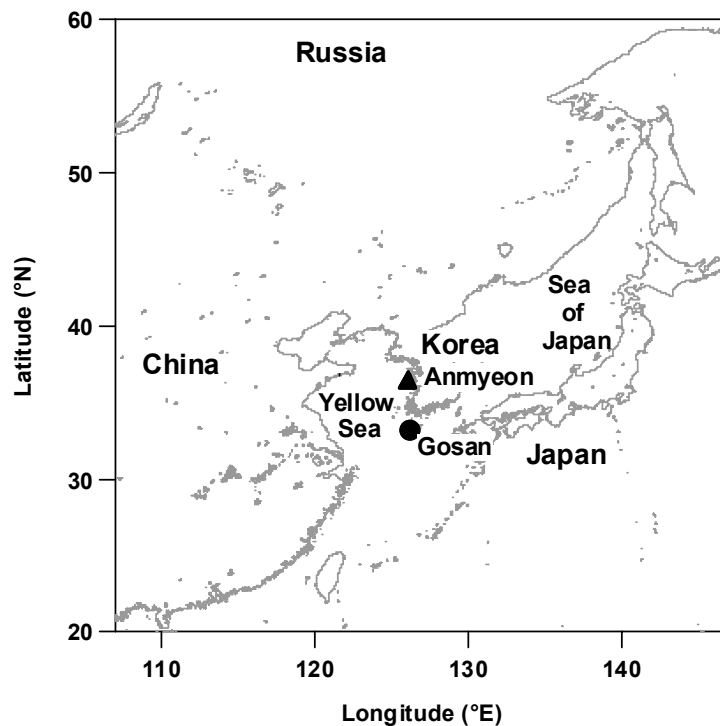 60
Russia
50
Sea
of
Japan
40
Korea
China
Anmyeon
Yellow
Sea
Gosan
Japan
30
20
110
120
130
140
Latitude (°N)
Longitude (°E)